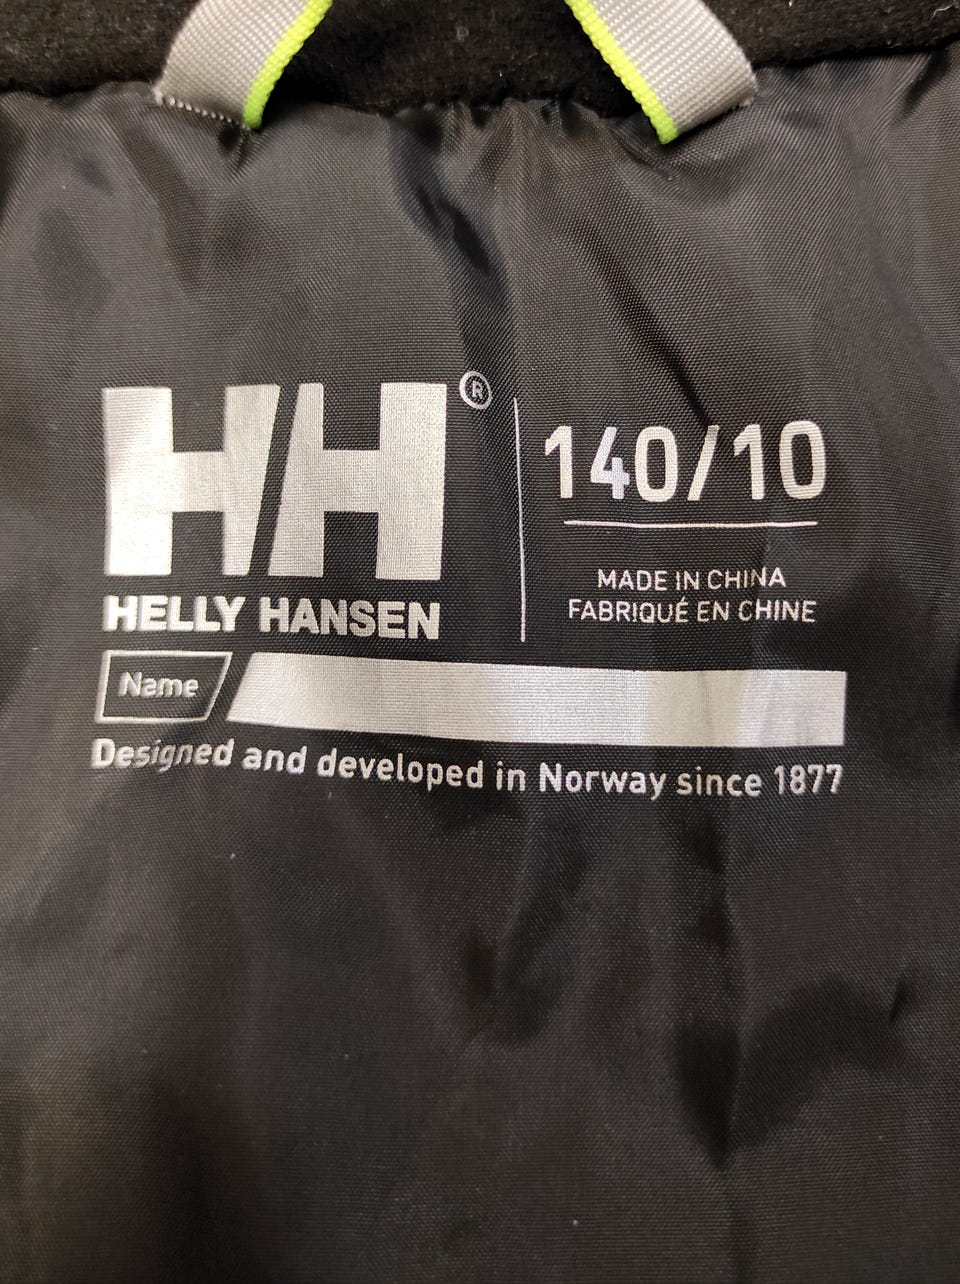 HH®
HELLY HANSEN
140/10
MADE IN CHINA
FABRIQUÉ EN CHINE
Name
Designed and developed in Norway since 1877